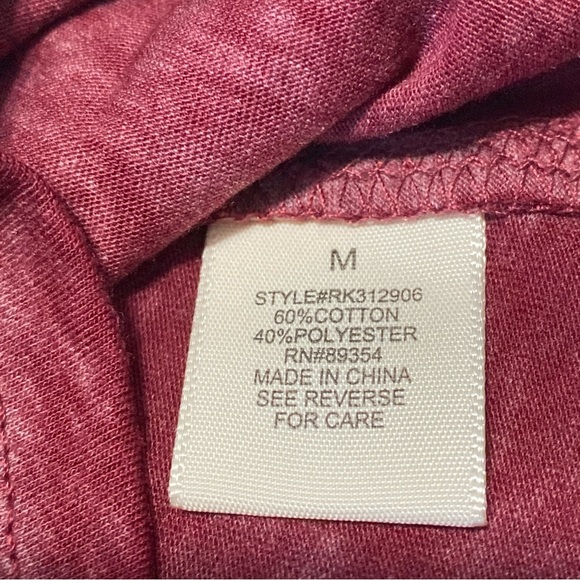 M
STYLE#RK312906
60%COTTON
40%POLYESTER
RN#89354
MADE IN CHINA
SEE REVERSE
FOR CARE